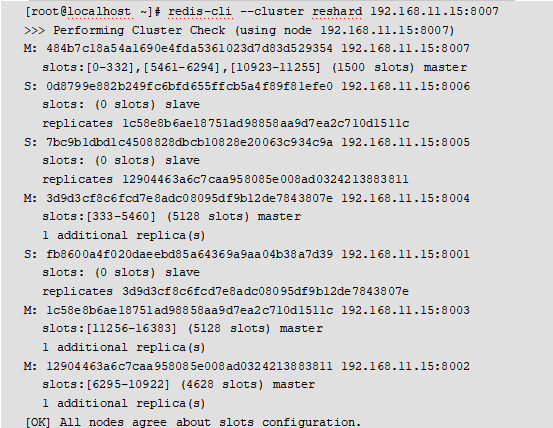 [root@localhost ~]# redis-cli --cluster reshard 192.168.11.15:8007
>>> Performing Cluster Check (using node 192.168.11.15:8007)
M: 484b7c18a54a1690e4fda5361023d7d83d529354 192.168.11.15:8007
slots:[0-332],[5461-6294],[10923-11255] (1500 slots) master
S: 0d8799e882b249fc6bfd655ffcb5a4f89f81efe0 192.168.11.15:8006
slots: (0 slots) slave
replicates 1c58e8b6ae18751ad98858aa9d7ea2c710d1511c
S: 7bc9b1dbd1c4508828dbcb10828e20063c934c9a 192.168.11.15:8005
slots: (0 slots) slave
replicates 12904463a6c7caa958085e008ad0324213883811
M: 3d9d3cf8c6fcd7e8adc08095df9b12de7843807e 192.168.11.15:8004
slots:[333-5460] (5128 slots) master
1 additional replica(s)
S: fb8600a4f020daeebd85a64369a9aa04b38a7d39 192.168.11.15:8001
slots: (0 slots) slave
replicates 3d9d3cf8c6fcd7e8adc08095df9b12de7843807e
M: 1c58e8b6ae18751ad98858aa9d7ea2c710d1511c 192.168.11.15:8003
slots:[11256-16383] (5128 slots) master
1 additional replica(s)
M: 12904463a6c7caa958085e008ad0324213883811 192.168.11.15:8002
slots:[6295-10922] (4628 slots) master
1 additional replica(s)
[OK] All nodes agree about slots configuration.